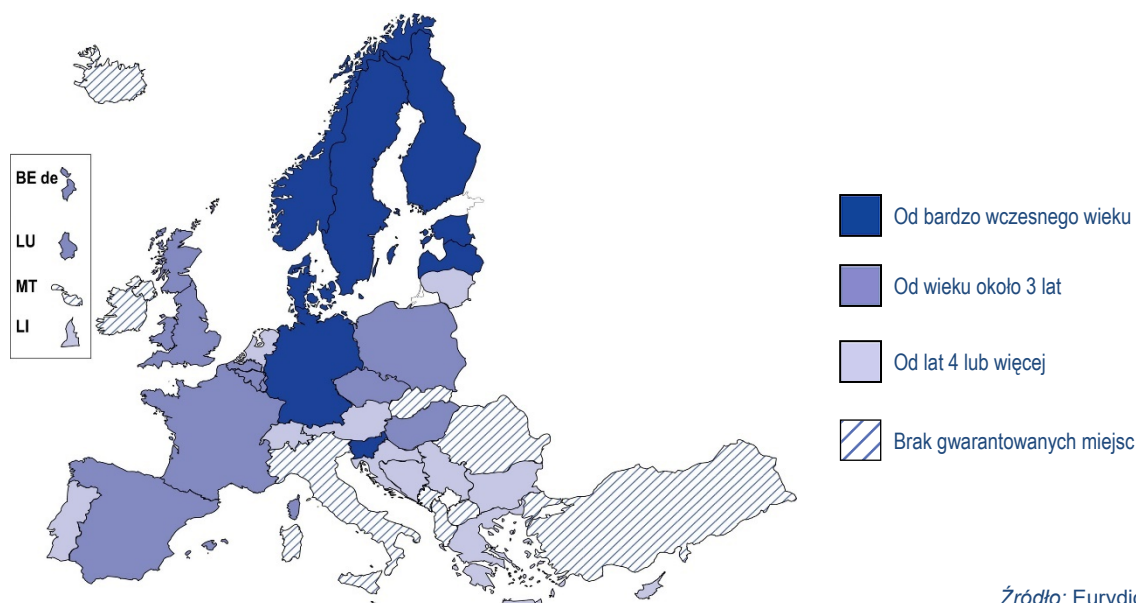 BE de
LU
MT
LI
Od bardzo wczesnego wieku
Od wieku około 3 lat
Od lat 4 lub więcej
Brak gwarantowanych miejsc
Źródło: